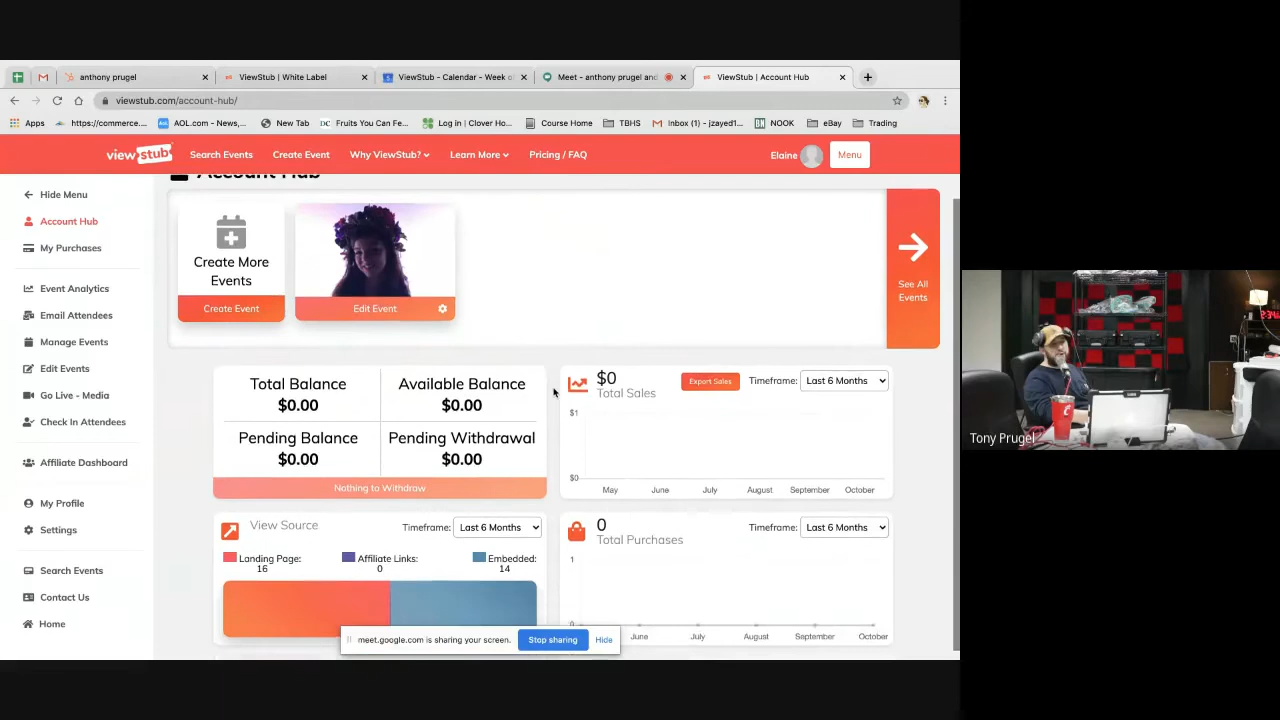 anthony prugel
ViewStub | White Label
ViewStub - Calendar - Week o
Meet - anthony prugel and
ViewStub | Account Hub
viewstub.com/account-hub/
Apps
https://commerce....
AOL.com - News,...
New Tab
DC
Fruits You Can Fe...
Log in | Clover Ho...
Course Home
TBHS
Inbox (1) - jzayed1...
NOOK
eBay
Trading
view stub
Search Events
Create Event
Why ViewStub?
Learn More
Pricing / FAQ
Elaine
Menu
Hide Menu
Account Hub
My Purchases
Event Analytics
Email Attendees
Manage Events
Edit Events
Go Live - Media
Check In Attendees
Affiliate Dashboard
My Profile
Settings
Search Events
Contact Us
Home
Account Hub
Create More
Events
Create Event
Edit Event
See All
Events
Total Balance
$0.00
Available Balance
$0.00
Pending Balance
$0.00
Pending Withdrawal
$0.00
Nothing to Withdraw
$0
Total Sales
Export Sales
Timeframe:
Last 6 Months
$1
$0
May June July August September October
View Source
Timeframe:
Last 6 Months
Landing Page:
16
Affiliate Links:
0
Embedded:
14
0
Total Purchases
Timeframe:
Last 6 Months
1
June July August September October
meet.google.com is sharing your screen.
Stop sharing
Hide
Tony Prugel